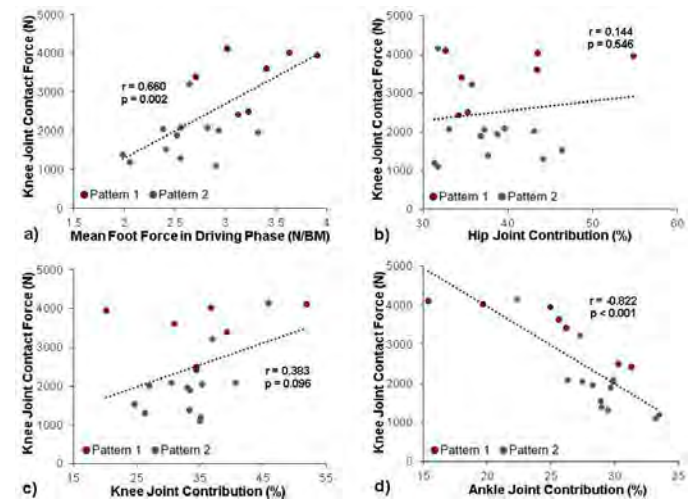 5000
4000
3000
2000
1000
0
Knee Joint Contact Force (N)
r = 0.660
p = 0.002
Pattern 1 Pattern 2
1.5 2 2.5 3 3.5 4
a) Mean Foot Force in Driving Phase (N/BM)
5000
4000
3000
2000
1000
0
Knee Joint Contact Force (N)
r = 0.144
p = 0.546
Pattern 1 Pattern 2
30 40 50 60
b) Hip Joint Contribution (%)
5000
4000
3000
2000
1000
0
Knee Joint Contact Force (N)
r = 0.383
p = 0.096
Pattern 1 Pattern 2
15 25 35 45 55
c) Knee Joint Contribution (%)
5000
4000
3000
2000
1000
0
Knee Joint Contact Force (N)
r = -0.822
p < 0.001
Pattern 1 Pattern 2
15 20 25 30 35
d) Ankle Joint Contribution (%)